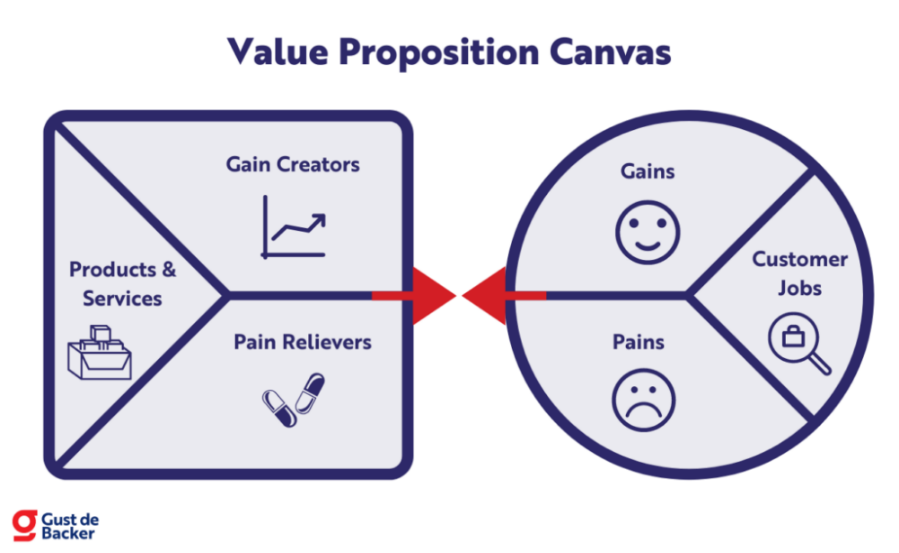 Value Proposition Canvas
Gain Creators
Products &
Services
Pain Relievers
Gains
Customer
Jobs
Pains
Gust de
Backer